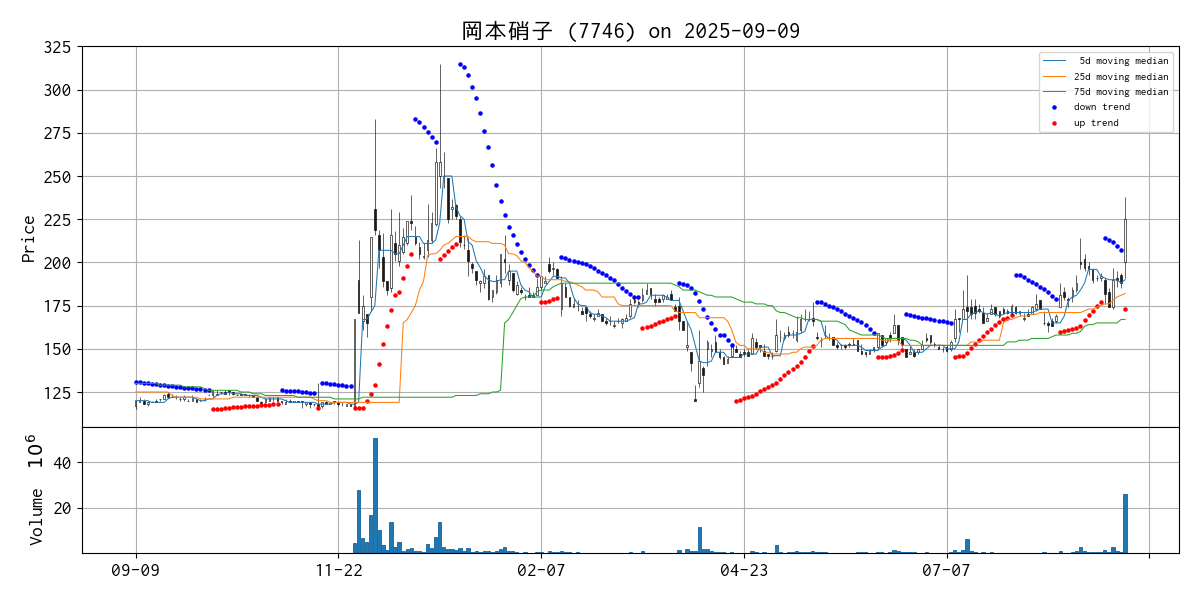 岡本硝子 (7746) on 2025-09-09
325
300
275
250
225
200
175
150
125
Price
5d moving median
25d moving median
75d moving median
down trend
up trend
40
20
Volume 10^6
09-09
11-22
02-07
04-23
07-07